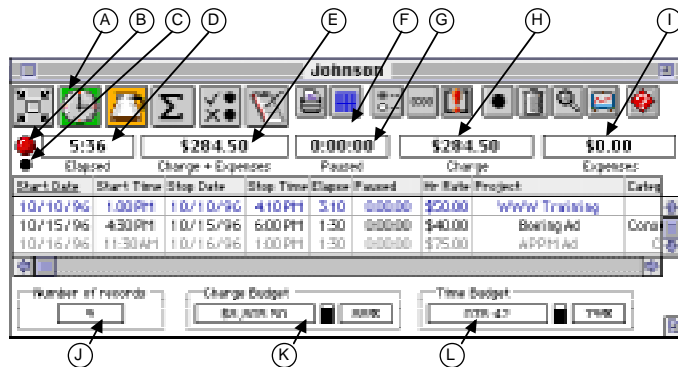 A B C D E F G H I
Johnson
5:36 $284.50 0:00:00 $284.50 $0.00
Elapsed Charge + Expenses Paused Charge Expenses
Start Date Start Time Stop Date Stop Time Elapse Paused Hr Rate Project Categ
10/10/96 1:00PM 10/10/96 4:10PM 3:10 0:00:00 $50.00 WWW Training
10/15/96 4:30PM 10/15/96 6:00PM 1:30 0:00:00 $40.00 Boeing Ad Cons
10/16/96 11:30AM 10/16/96 1:00PM 1:30 0:00:00 $75.00 APPM Ad C
Number of records Charge Budget Time Budget
J K L